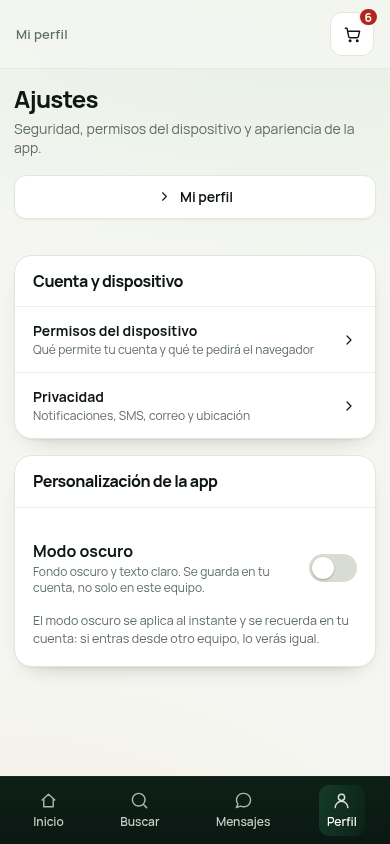 Mi perfil
6
Ajustes
Seguridad, permisos del dispositivo y apariencia de la
app.
Mi perfil
Cuenta y dispositivo
Permisos del dispositivo
Qué permite tu cuenta y qué te pedirá el navegador
Privacidad
Notificaciones, SMS, correo y ubicación
Personalización de la app
Modo oscuro
Fondo oscuro y texto claro. Se guarda en tu
cuenta, no solo en este equipo.
El modo oscuro se aplica al instante y se recuerda en tu
cuenta: si entras desde otro equipo, lo verás igual.
Inicio
Buscar
Mensajes
Perfil